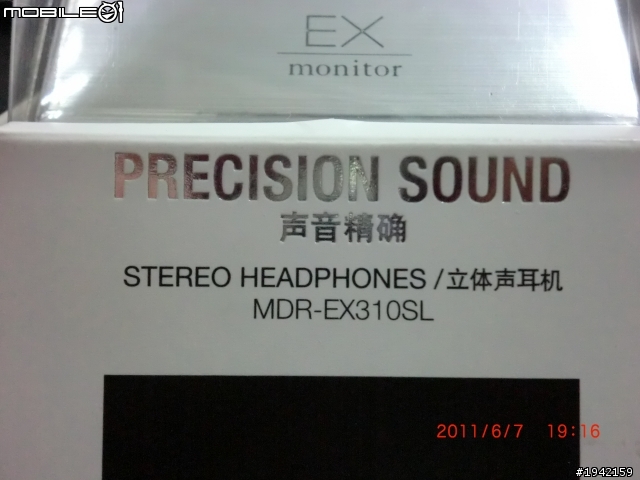 MOBILE01
EX
monitor
PRECISION SOUND
声音精确
STEREO HEADPHONES /立体声耳机
MDR-EX310SL
2011/6/7 19:16
#1942159